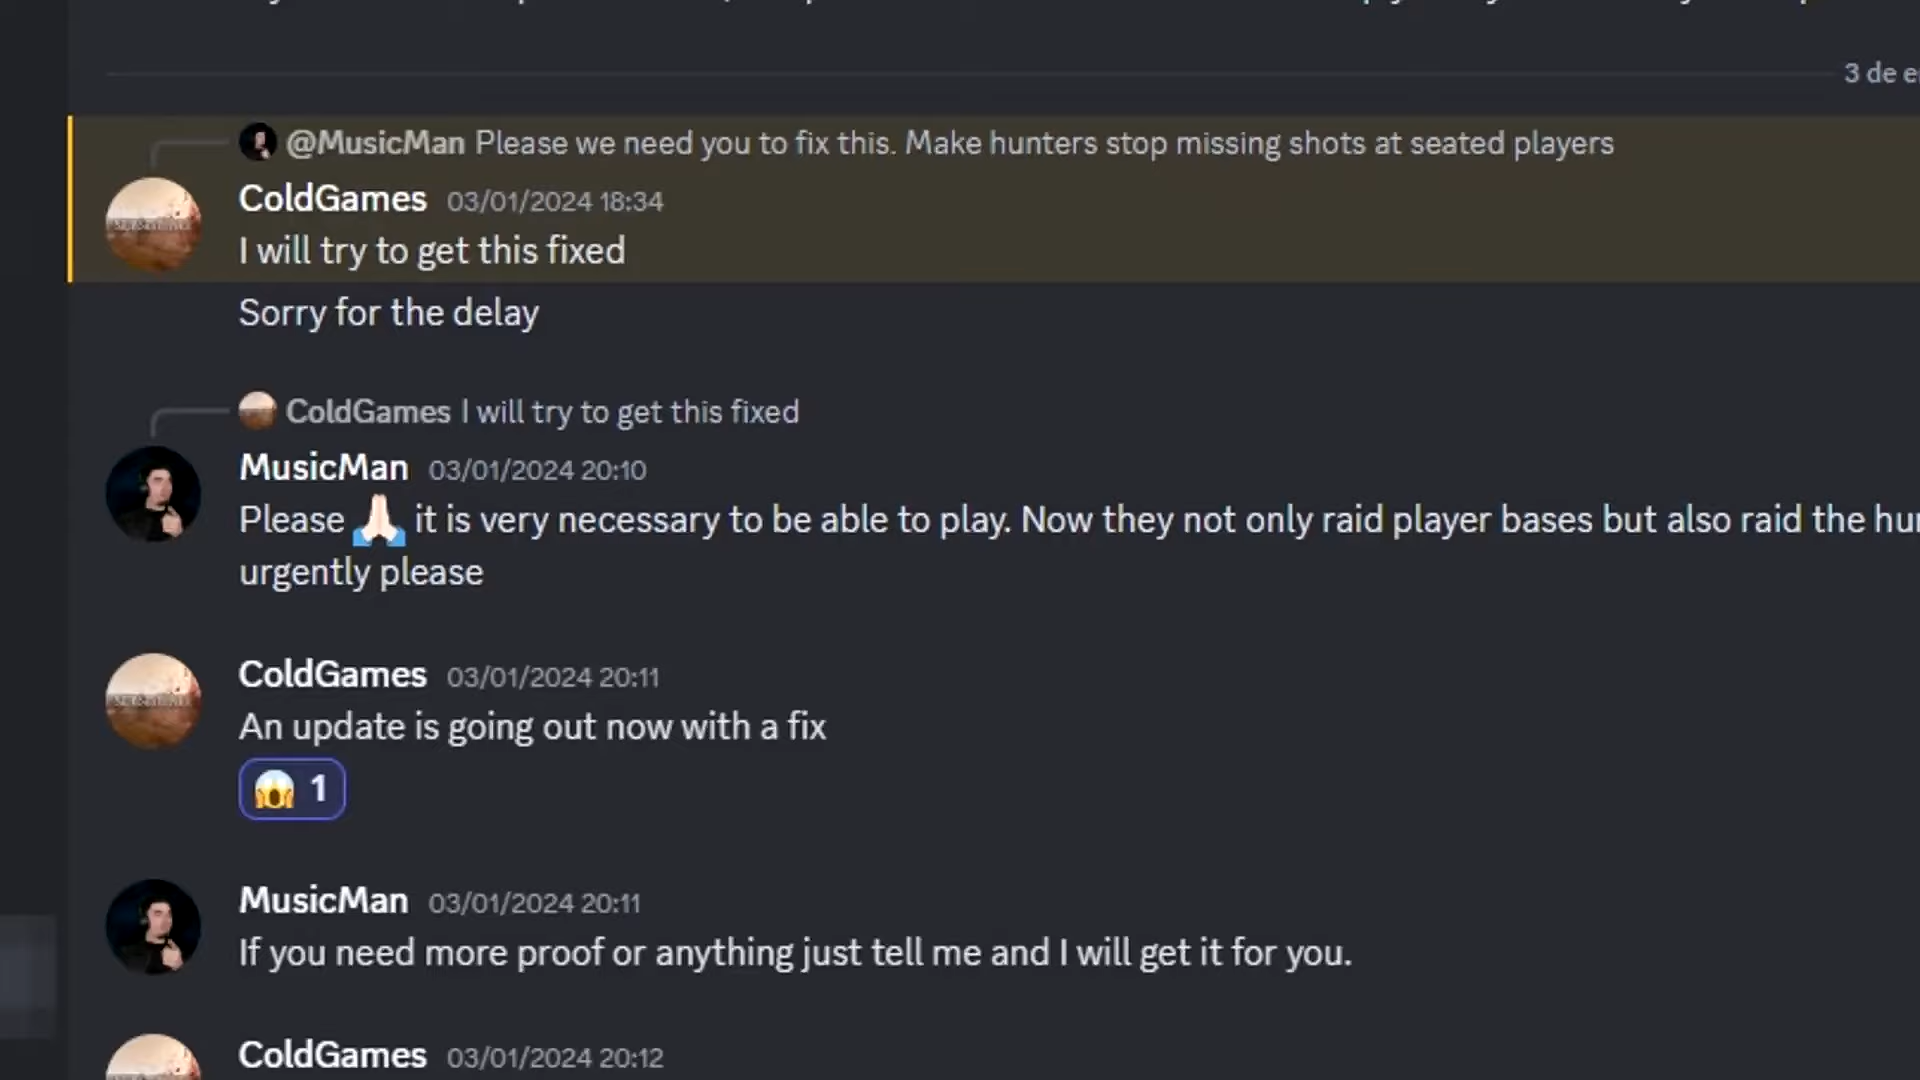 3 de
@MusicMan Please we need you to fix this. Make hunters stop missing shots at seated players
ColdGames 03/01/2024 18:34
I will try to get this fixed
Sorry for the delay
ColdGames I will try to get this fixed
MusicMan 03/01/2024 20:10
Please 🙏🏻 it is very necessary to be able to play. Now they not only raid player bases but also raid the
urgently please
ColdGames 03/01/2024 20:11
An update is going out now with a fix
😱 1
MusicMan 03/01/2024 20:11
If you need more proof or anything just tell me and I will get it for you.
ColdGames 03/01/2024 20:12